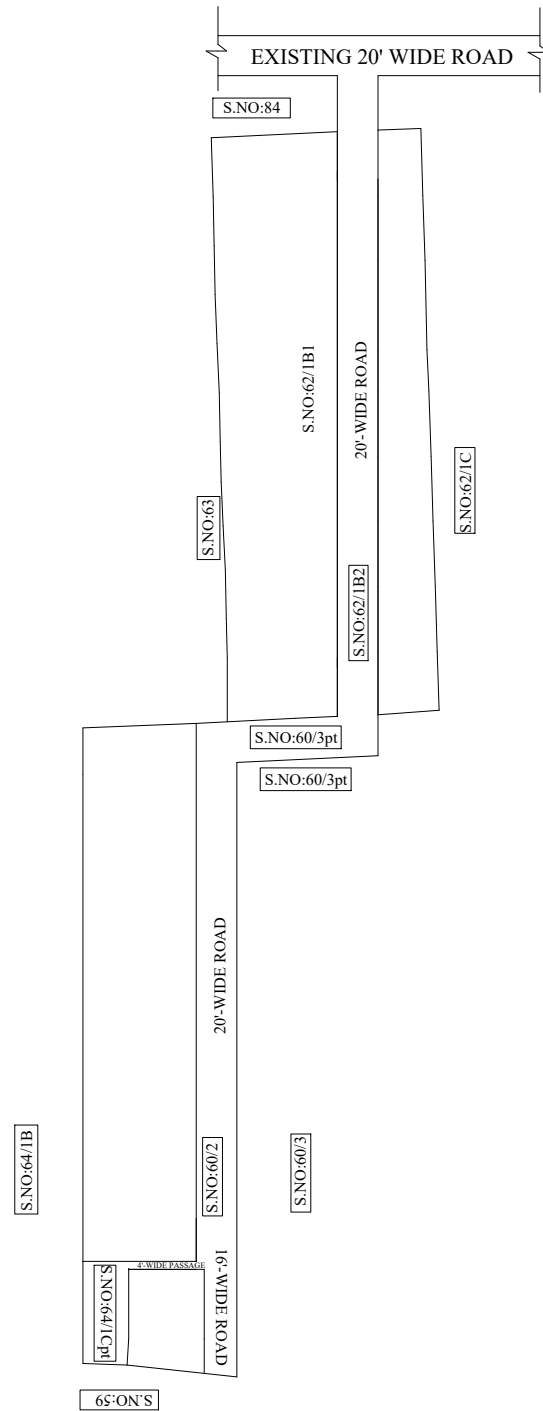 EXISTING 20' WIDE ROAD
S.NO:84
S.NO:62/1B1
20'-WIDE ROAD
S.NO:62/1C
S.NO:63
S.NO:62/1B2
S.NO:60/3pt
S.NO:60/3pt
20'-WIDE ROAD
S.NO:64/1B
S.NO:60/2
S.NO:60/3
4'-WIDE PASSAGE
16'-WIDE ROAD
S.NO:64/1Cpt
S.NO:59